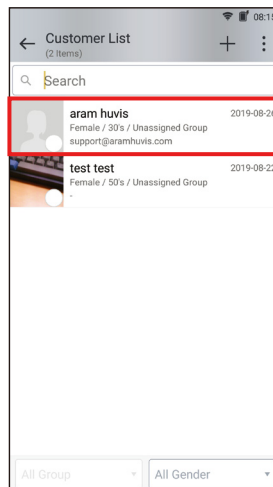 08:15
Customer List
(2 Items)
Search
aram huvis
2019-08-26
Female / 30's / Unassigned Group
support@aramhuvis.com
test test
2019-08-22
Female / 50's / Unassigned Group
-
All Group
All Gender